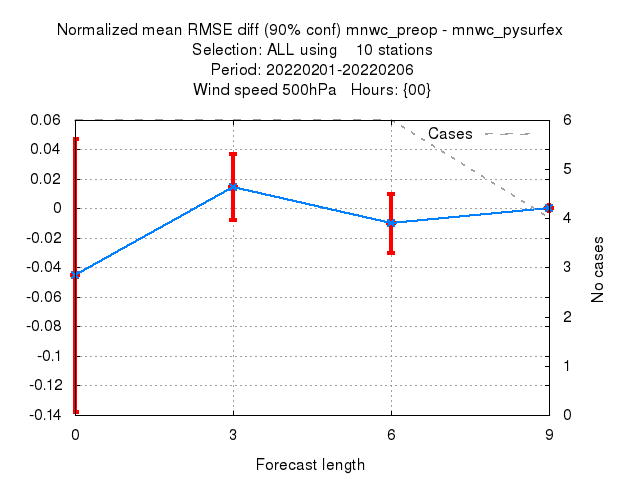 Normalized mean RMSE diff (90% conf) mnwc_preop - mnwc_pysurfex
Selection: ALL using    10 stations
Period: 20220201-20220206
Wind speed 500hPa   Hours: {00}
Cases
0.06
0.04
0.02
0
-0.02
-0.04
-0.06
-0.08
-0.1
-0.12
-0.14
6
5
4
3
2
1
0
No cases
0 3 6 9
Forecast length